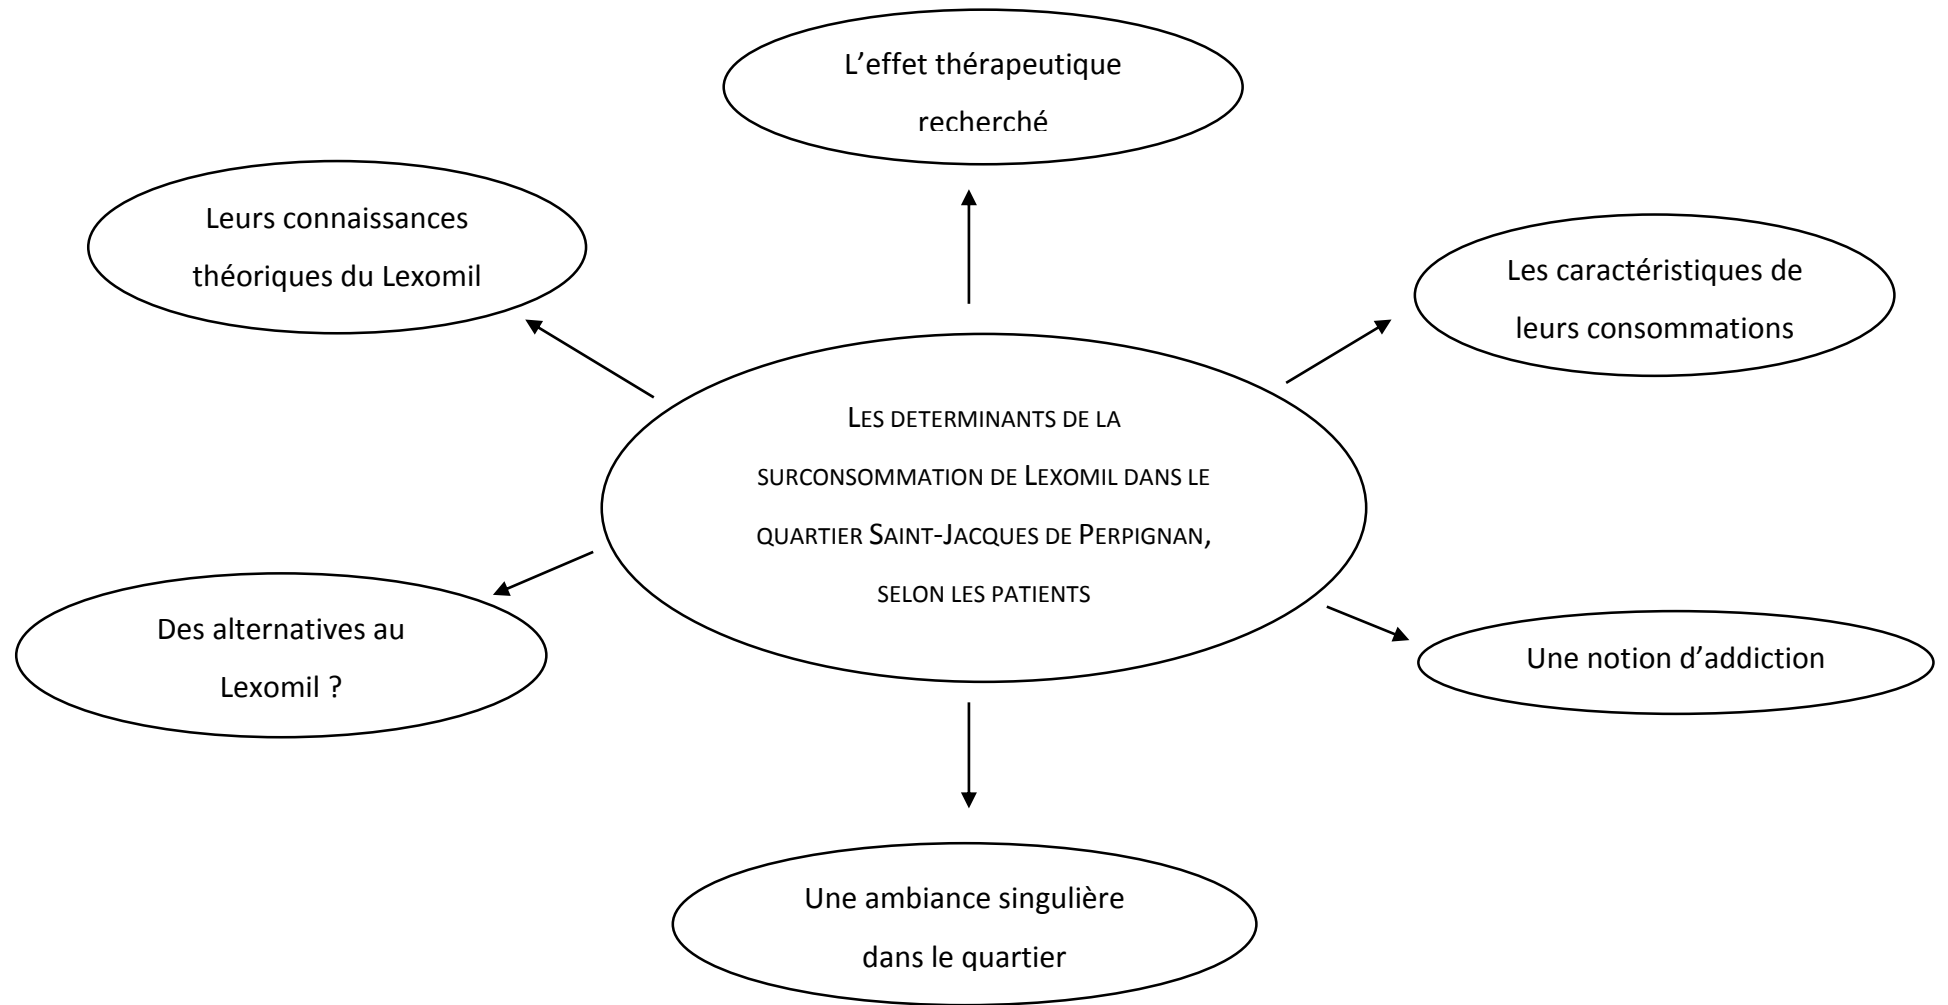 L’effet thérapeutique
recherché
Leurs connaissances
théoriques du Lexomil
Les caractéristiques de
leurs consommations
LES DETERMINANTS DE LA
SURCONSOMMATION DE LEXOMIL DANS LE
QUARTIER SAINT-JACQUES DE PERPIGNAN,
SELON LES PATIENTS
Des alternatives au
Lexomil ?
Une notion d’addiction
Une ambiance singulière
dans le quartier